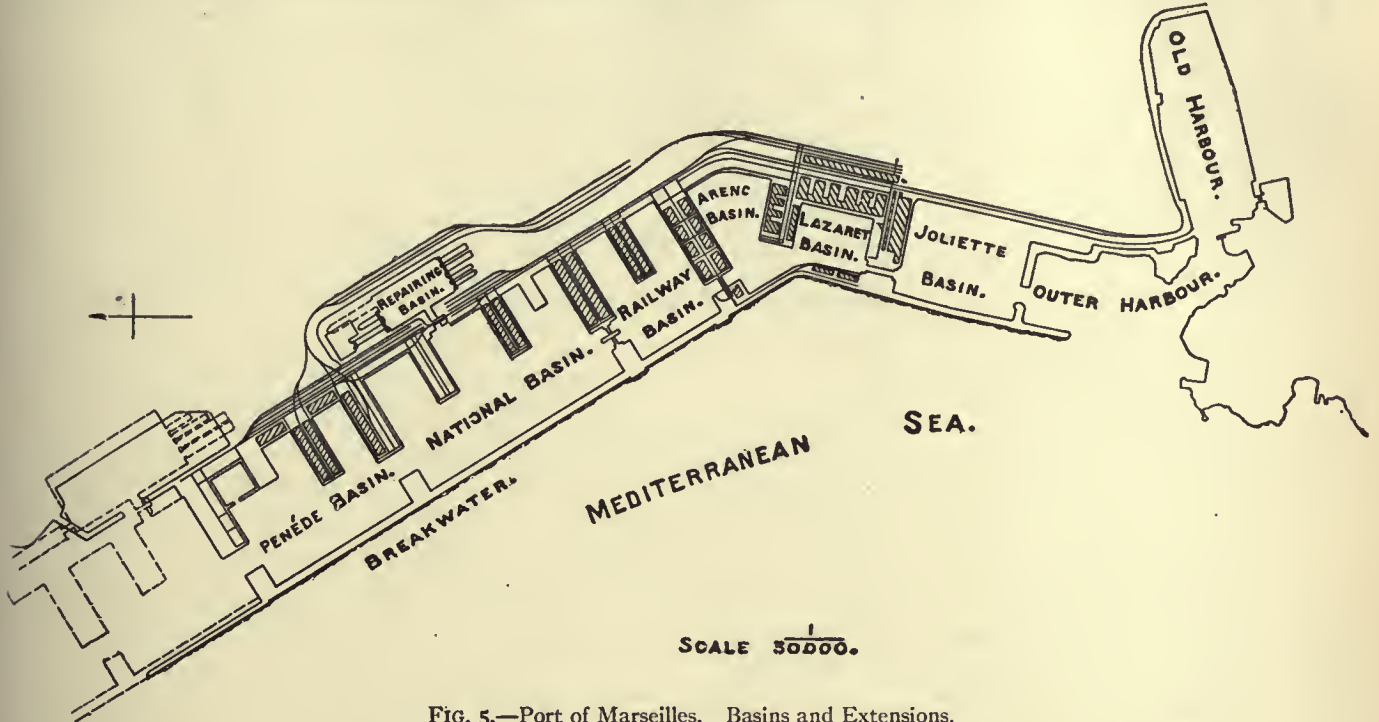 OLD HARBOUR.
ARENC
BASIN.
LAZARET
BASIN.
JOLIETTE
BASIN.
OUTER HARBOUR.
REPAIRING
BASIN.
RAILWAY
BASIN.
NATIONAL BASIN.
PENÉDE BASIN.
BREAKWATER.
MEDITERRANEAN
SEA.
SCALE 1/50000.
FIG. 5.—Port of Marseilles. Basins and Extensions.